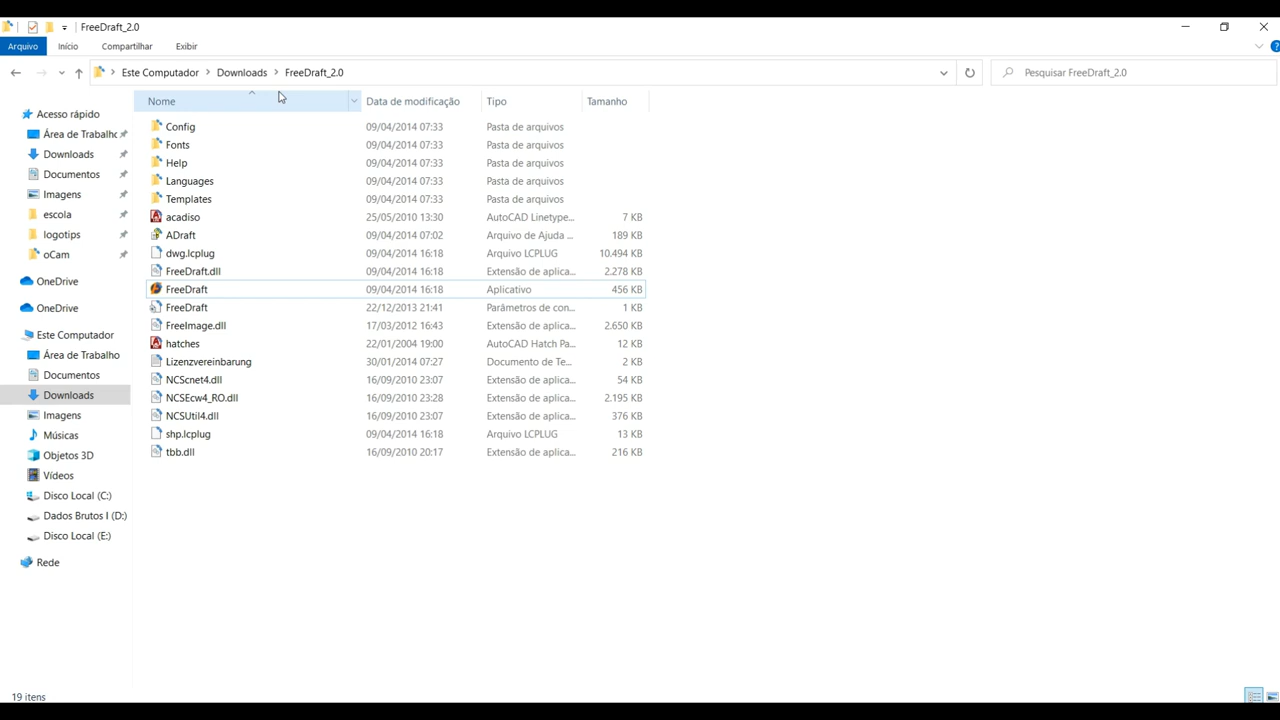 FreeDraft_2.0
Arquivo Início Compartilhar Exibir
Este Computador Downloads FreeDraft_2.0 Pesquisar FreeDraft_2.0
Nome Data de modificação Tipo Tamanho
Acesso rápido
Área de Trabalho
Downloads
Documentos
Imagens
escola
logotips
oCam
OneDrive
OneDrive
Este Computador
Área de Trabalho
Documentos
Downloads
Imagens
Músicas
Objetos 3D
Vídeos
Disco Local (C:)
Dados Brutos I (D:)
Disco Local (E:)
Rede
Config 09/04/2014 07:33 Pasta de arquivos
Fonts 09/04/2014 07:33 Pasta de arquivos
Help 09/04/2014 07:33 Pasta de arquivos
Languages 09/04/2014 07:33 Pasta de arquivos
Templates 09/04/2014 07:33 Pasta de arquivos
acadiso 25/05/2010 13:30 AutoCAD Linetype... 7 KB
ADraft 09/04/2014 07:02 Arquivo de Ajuda ... 189 KB
dwg.lcplug 09/04/2014 16:18 Arquivo LCPLUG 10.494 KB
FreeDraft.dll 09/04/2014 16:18 Extensão de aplica... 2.278 KB
FreeDraft 09/04/2014 16:18 Aplicativo 456 KB
FreeDraft 22/12/2013 21:41 Parâmetros de con... 1 KB
FreeImage.dll 17/03/2012 16:43 Extensão de aplica... 2.650 KB
hatches 22/01/2004 19:00 AutoCAD Hatch Pa... 12 KB
Lizenzvereinbarung 30/01/2014 07:27 Documento de Te... 2 KB
NCScnet4.dll 16/09/2010 23:07 Extensão de aplica... 54 KB
NCSEcw4_RO.dll 16/09/2010 23:28 Extensão de aplica... 2.195 KB
NCSUtil4.dll 16/09/2010 23:07 Extensão de aplica... 376 KB
shp.lcplug 09/04/2014 16:18 Arquivo LCPLUG 13 KB
tbb.dll 16/09/2010 20:17 Extensão de aplica... 216 KB
19 itens